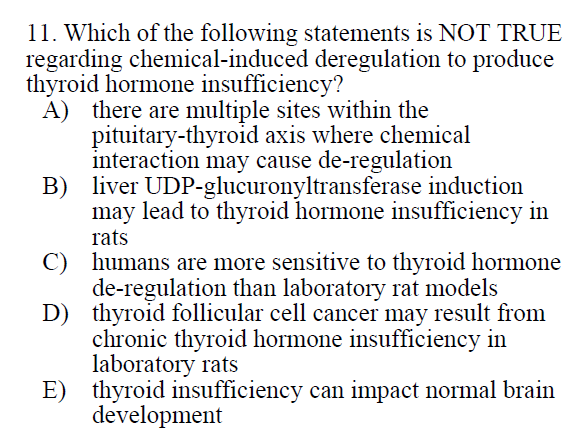 11. Which of the following statements is NOT TRUE
regarding chemical-induced deregulation to produce
thyroid hormone insufficiency?
A) there are multiple sites within the
pituitary-thyroid axis where chemical
interaction may cause de-regulation
B) liver UDP-glucuronyltransferase induction
may lead to thyroid hormone insufficiency in
rats
C) humans are more sensitive to thyroid hormone
de-regulation than laboratory rat models
D) thyroid follicular cell cancer may result from
chronic thyroid hormone insufficiency in
laboratory rats
E) thyroid insufficiency can impact normal brain
development